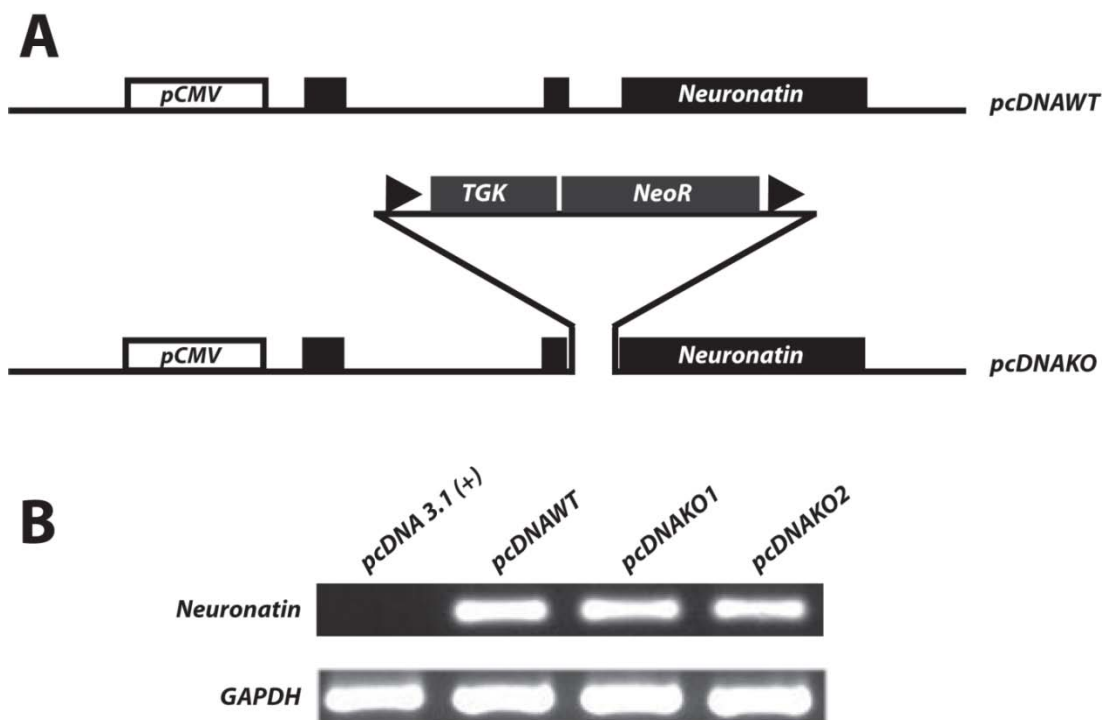 A
pCMV Neuronatin pcDNAWT
TGK NeoR
pCMV Neuronatin pcDNAKO
B
pcDNA 3.1 (+) pcDNAWT pcDNAKO1 pcDNAKO2
Neuronatin
GAPDH